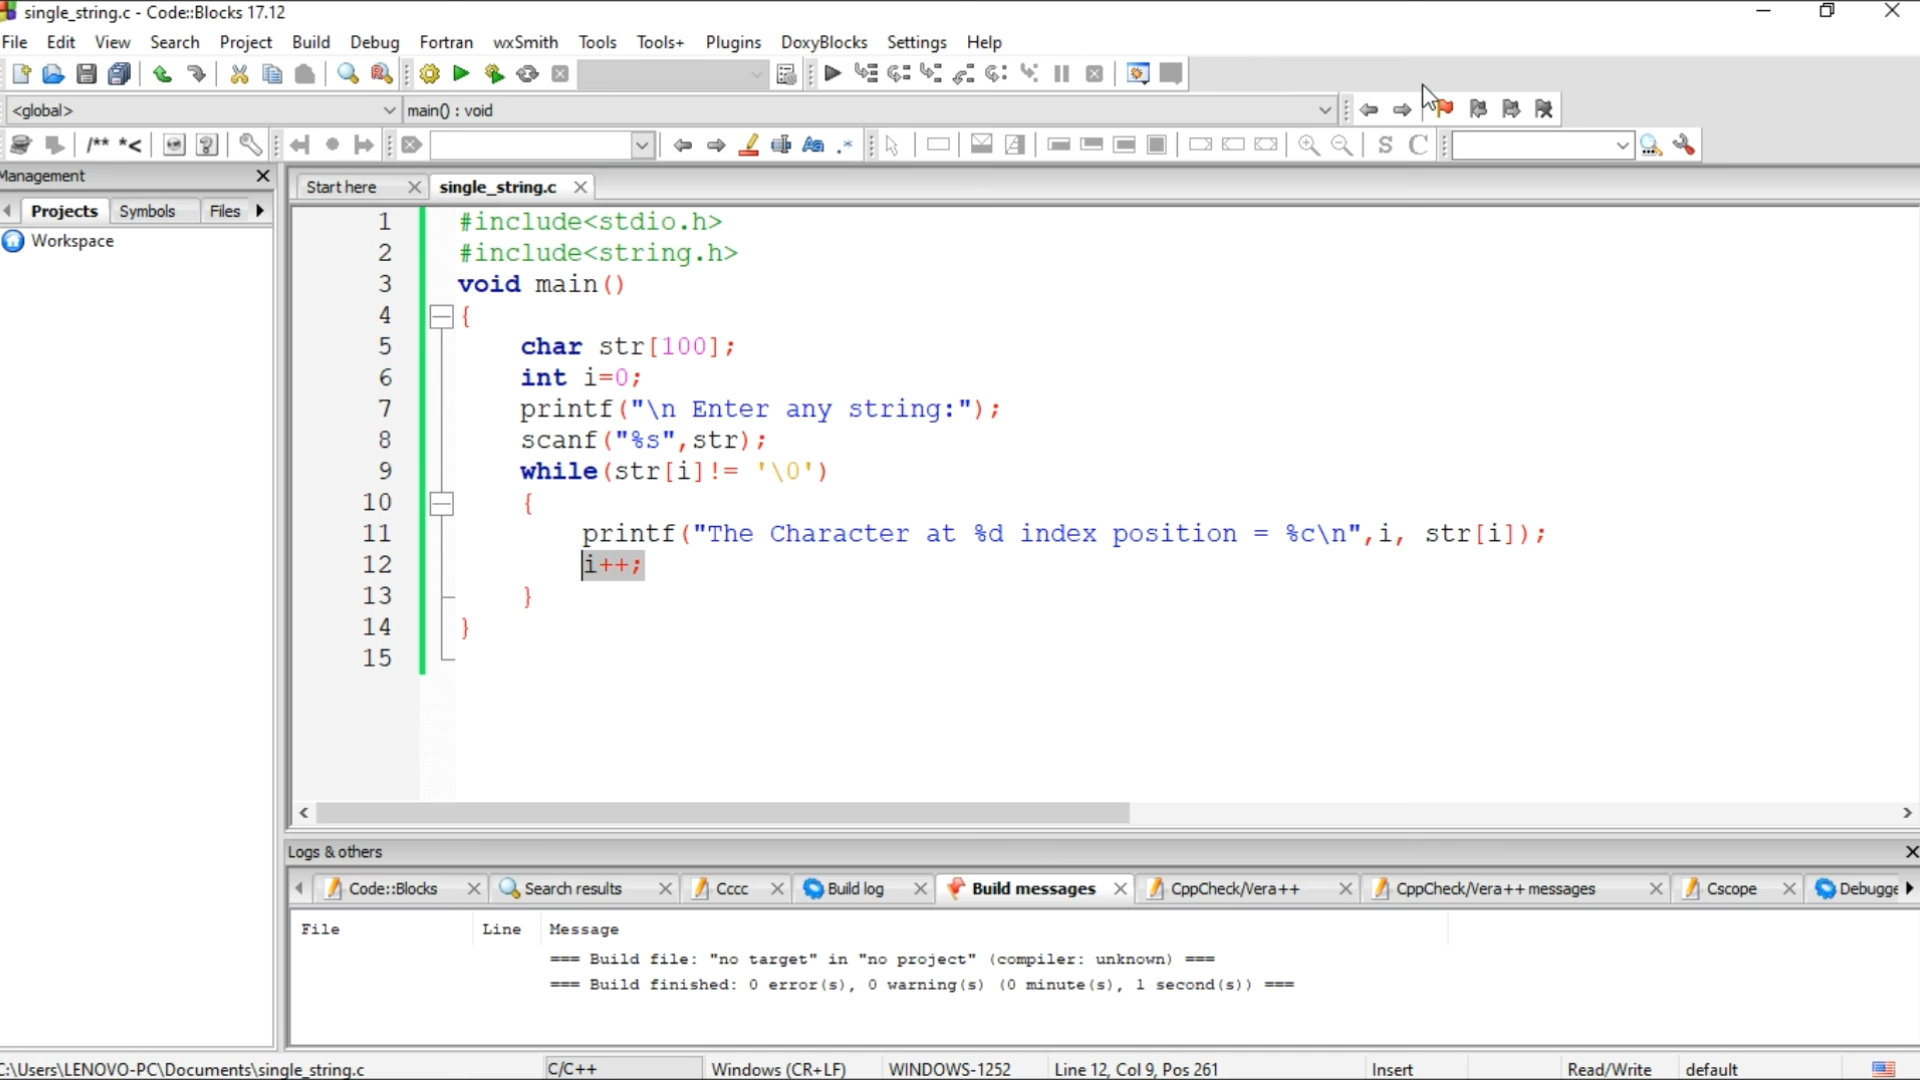 single_string.c - Code::Blocks 17.12
File Edit View Search Project Build Debug Fortran wxSmith Tools Tools+ Plugins DoxyBlocks Settings Help
<global> main() : void
/** *<
S C
Management
Start here single_string.c
Projects Symbols Files
Workspace
1 #include<stdio.h>
2 #include<string.h>
3 void main()
4 {
5 char str[100];
6 int i=0;
7 printf("\n Enter any string:");
8 scanf("%s",str);
9 while(str[i]!= '\0')
10 {
11 printf("The Character at %d index position = %c\n",i, str[i]);
12 i++;
13 }
14 }
15
Logs & others
Code::Blocks Search results Cccc Build log Build messages CppCheck/Vera++ CppCheck/Vera++ messages Cscope Debugge
File Line Message
=== Build file: "no target" in "no project" (compiler: unknown) ===
=== Build finished: 0 error(s), 0 warning(s) (0 minute(s), 1 second(s)) ===
C:\Users\LENOVO-PC\Documents\single_string.c C/C++ Windows (CR+LF) WINDOWS-1252 Line 12, Col 9, Pos 261 Insert Read/Write default